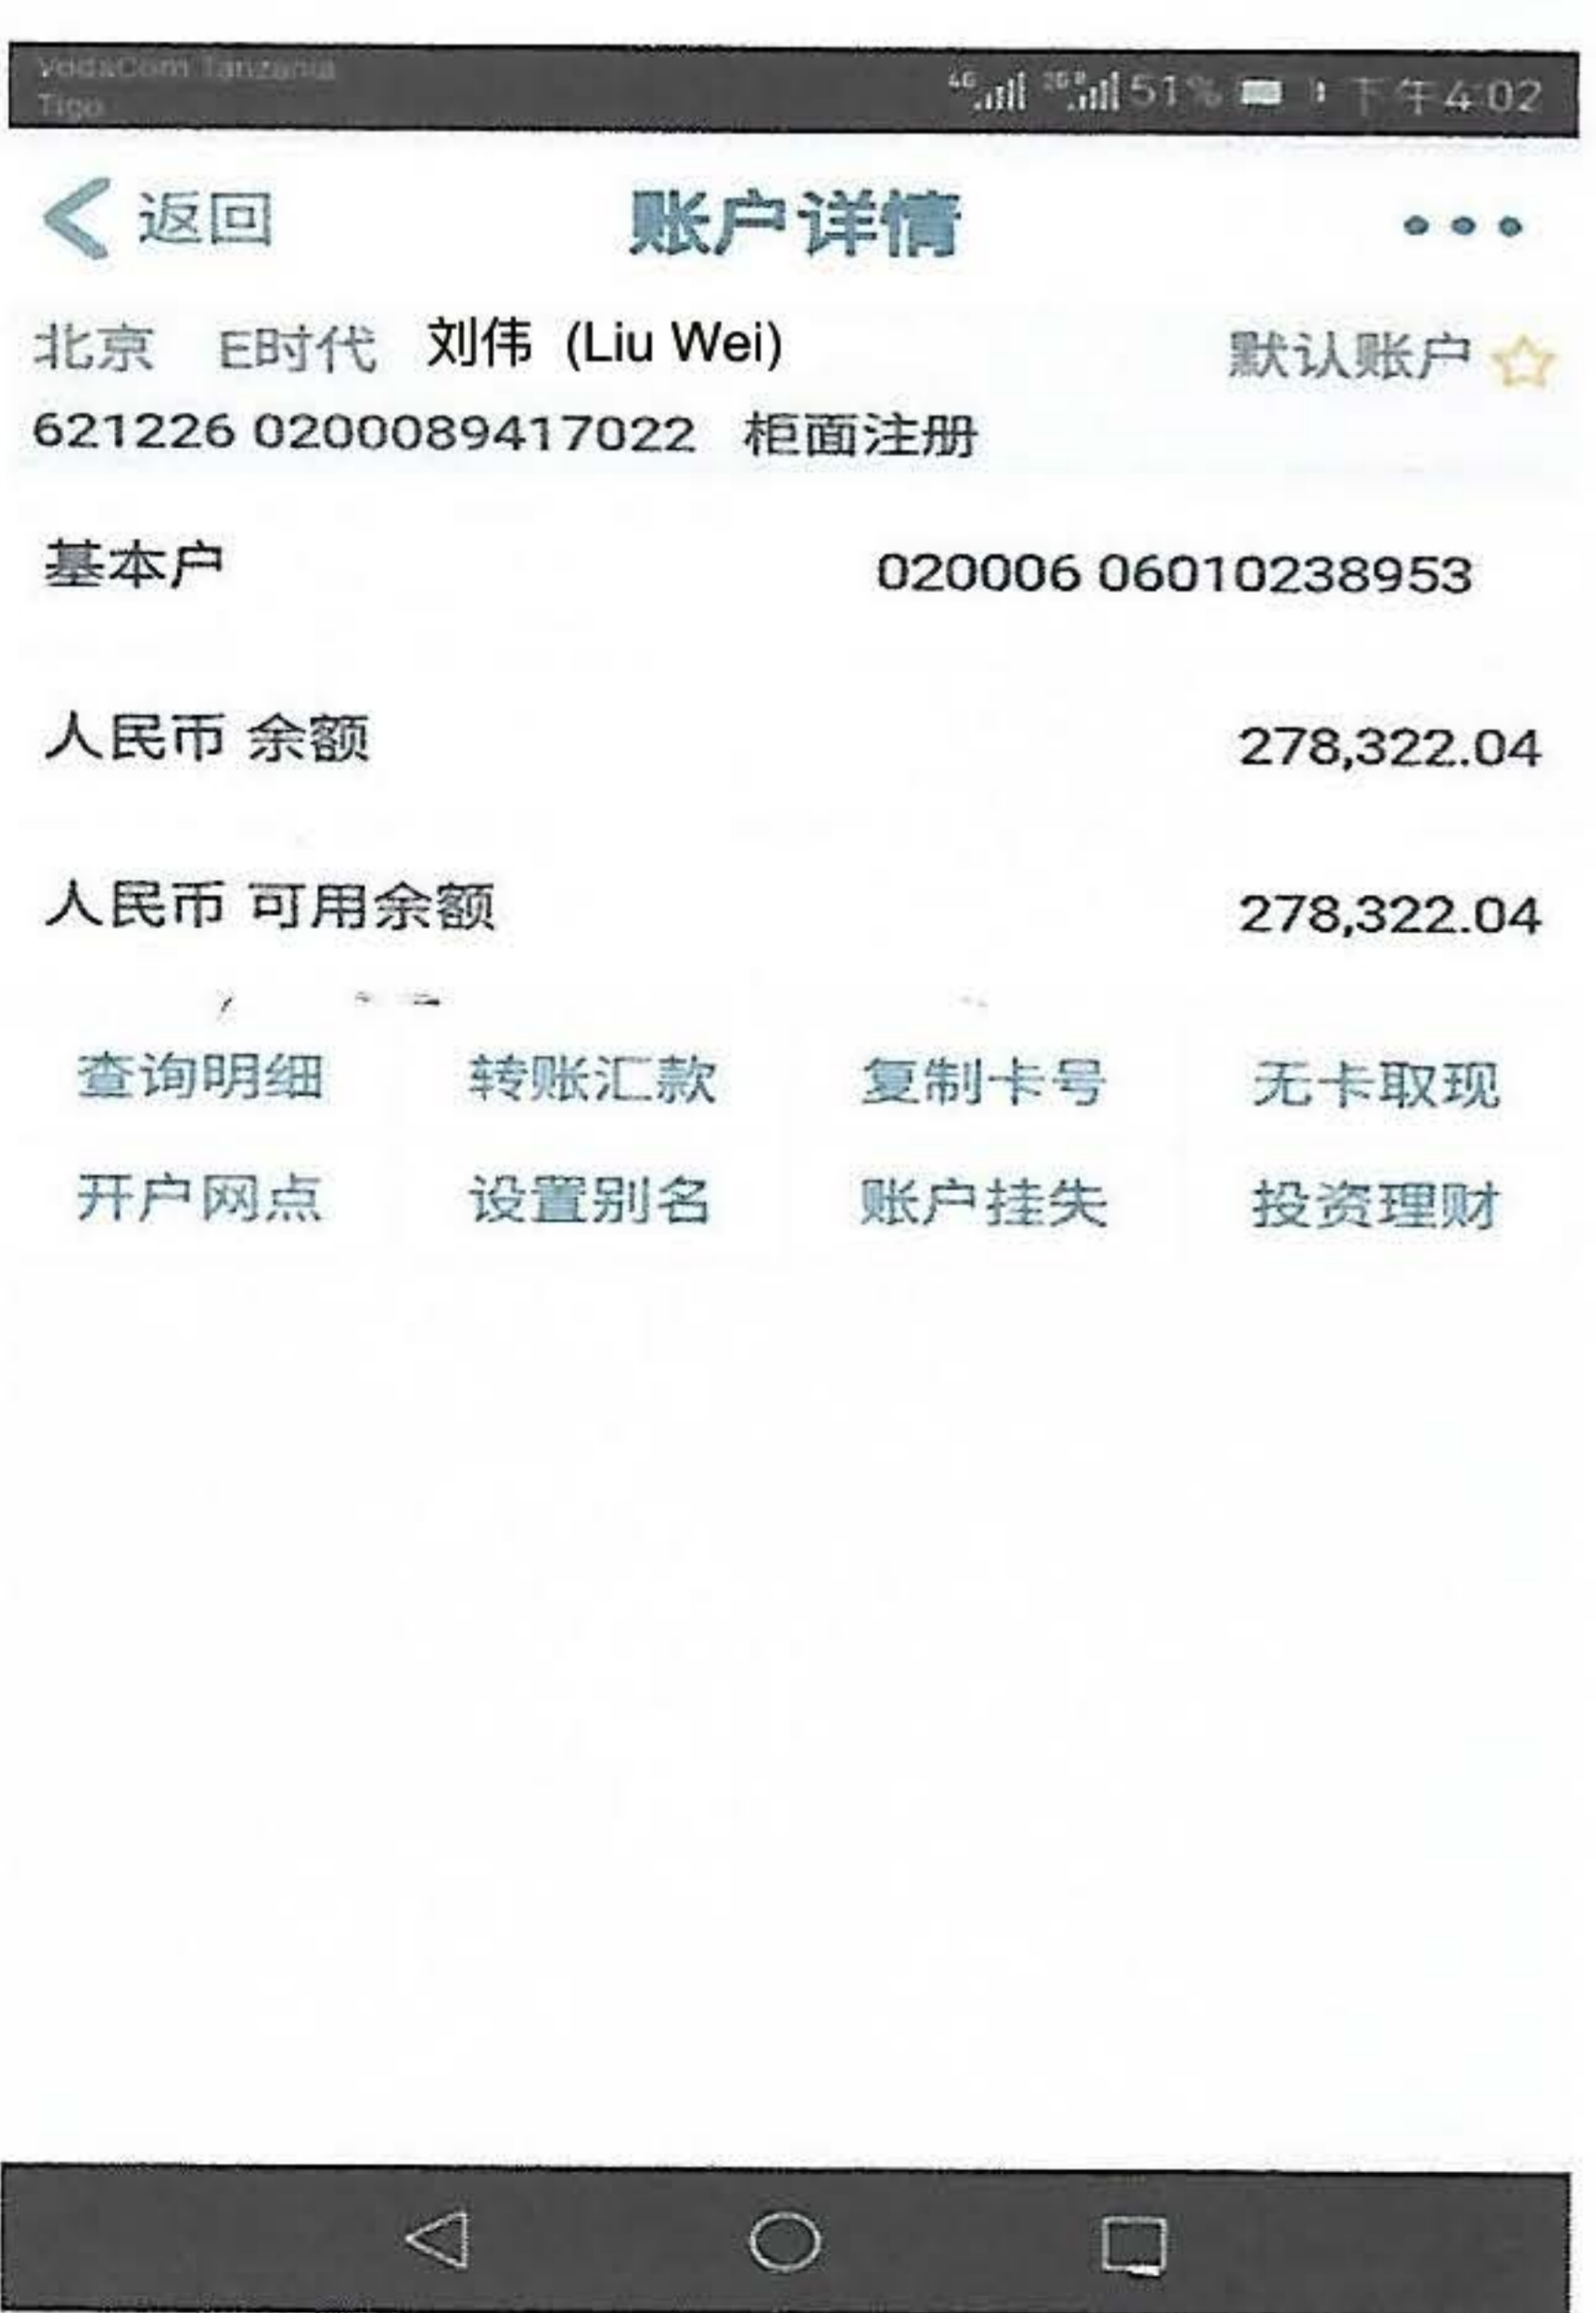 VodaCom Tanzania
Tigo
4G 2G 51% 下午4:02
返回 账户详情
北京 E时代 刘伟 (Liu Wei) 默认账户
621226 0200089417022 柜面注册
基本户 020006 06010238953
人民币 余额 278,322.04
人民币 可用余额 278,322.04
查询明细 转账汇款 复制卡号 无卡取现
开户网点 设置别名 账户挂失 投资理财